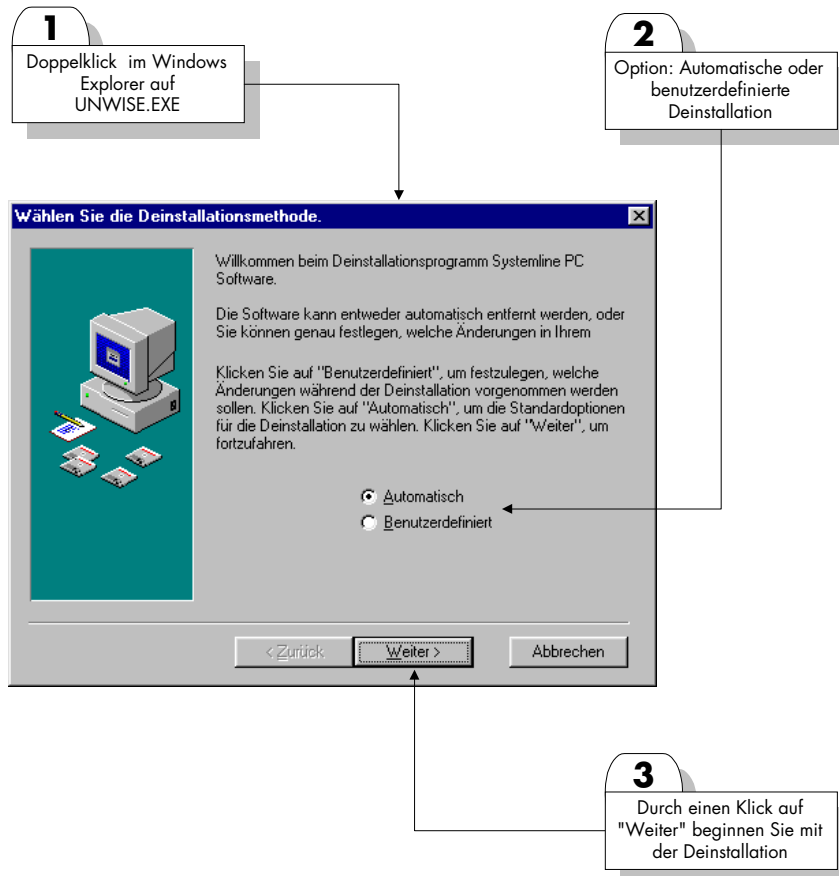 1
Doppelklick im Windows
Explorer auf
UNWISE.EXE
2
Option: Automatische oder
benutzerdefinierte
Deinstallation
Wählen Sie die Deinstallationsmethode.
Willkommen beim Deinstallationsprogramm Systemline PC
Software.
Die Software kann entweder automatisch entfernt werden, oder
Sie können genau festlegen, welche Änderungen in Ihrem
Klicken Sie auf "Benutzerdefiniert", um festzulegen, welche
Änderungen während der Deinstallation vorgenommen werden
sollen. Klicken Sie auf "Automatisch", um die Standardoptionen
für die Deinstallation zu wählen. Klicken Sie auf "Weiter", um
fortzufahren.
Automatisch
Benutzerdefiniert
< Zurück
Weiter >
Abbrechen
3
Durch einen Klick auf
"Weiter" beginnen Sie mit
der Deinstallation